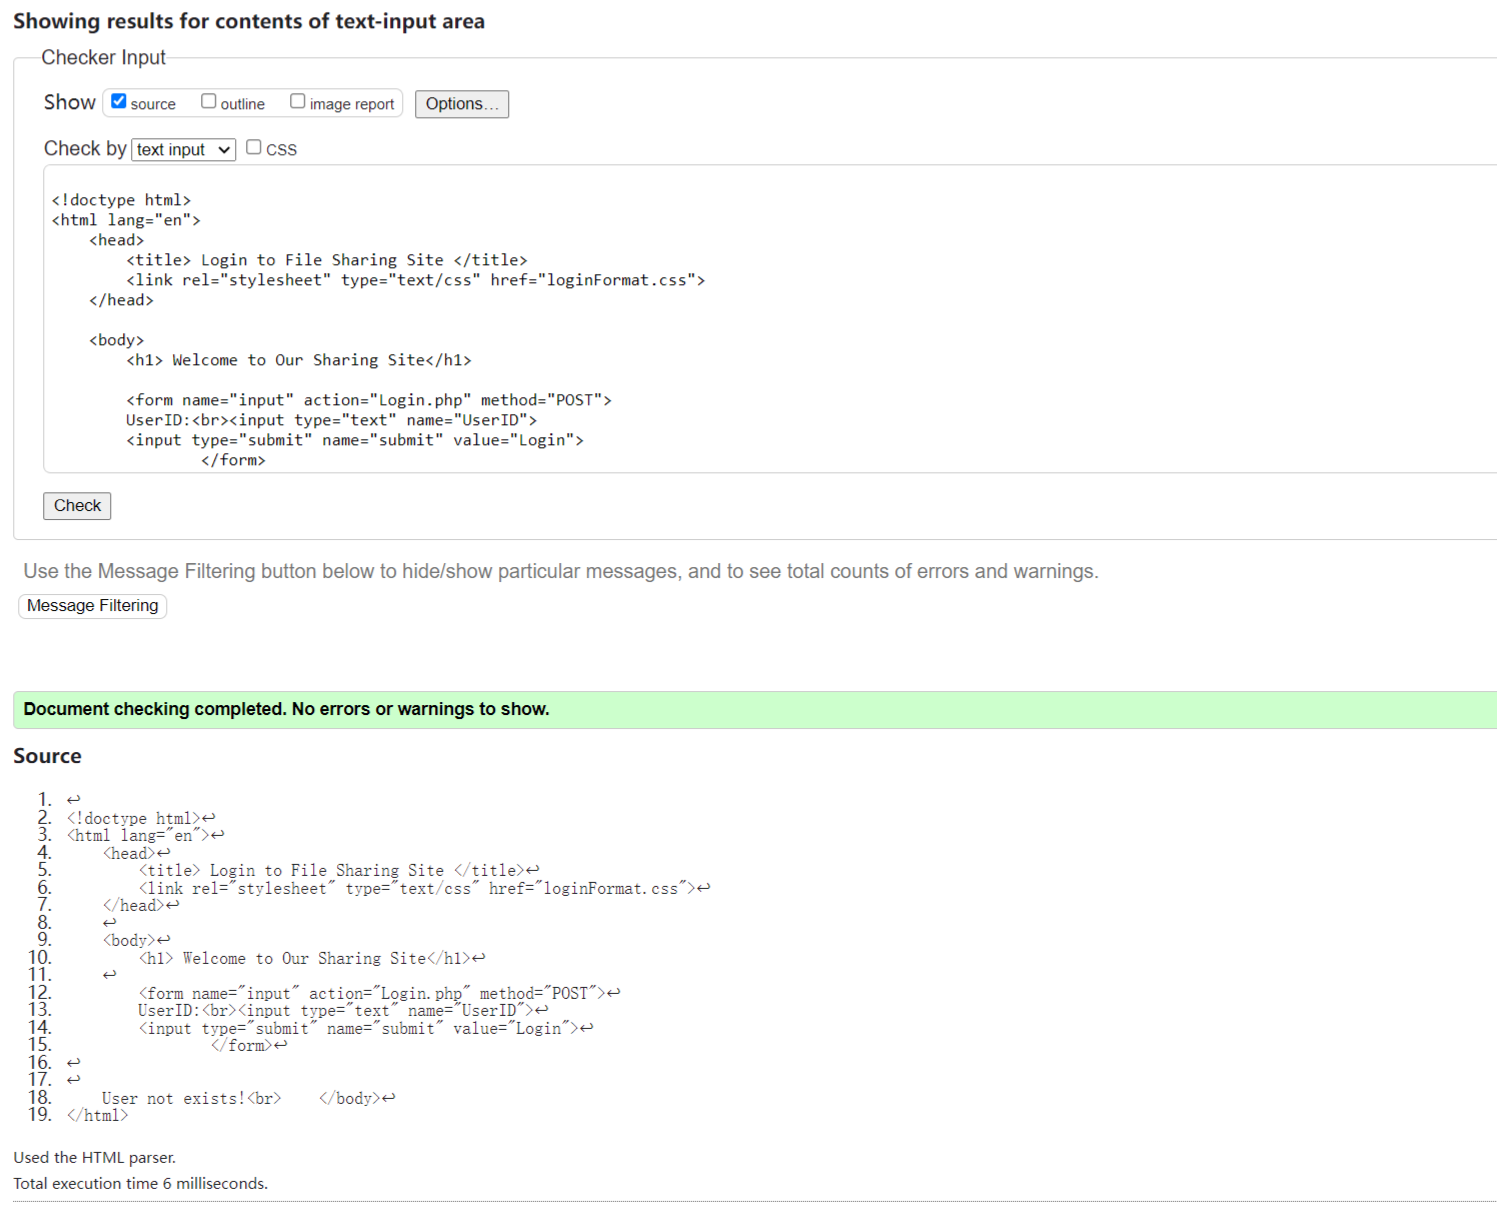 Showing results for contents of text-input area
Checker Input
Show source outline image report Options...
Check by text input CSS
<!doctype html>
<html lang="en">
    <head>
        <title> Login to File Sharing Site </title>
        <link rel="stylesheet" type="text/css" href="loginFormat.css">
    </head>
    <body>
        <h1> Welcome to Our Sharing Site</h1>
        <form name="input" action="Login.php" method="POST">
        UserID:<br><input type="text" name="UserID">
        <input type="submit" name="submit" value="Login">
                </form>
Check
Use the Message Filtering button below to hide/show particular messages, and to see total counts of errors and warnings.
Message Filtering
Document checking completed. No errors or warnings to show.
Source
1. ↩
2. <!doctype html>↩
3. <html lang="en">↩
4.     <head>↩
5.         <title> Login to File Sharing Site </title>↩
6.         <link rel="stylesheet" type="text/css" href="loginFormat.css">↩
7.     </head>↩
8.     ↩
9.     <body>↩
10.         <h1> Welcome to Our Sharing Site</h1>↩
11.     ↩
12.         <form name="input" action="Login.php" method="POST">↩
13.         UserID:<br><input type="text" name="UserID">↩
14.         <input type="submit" name="submit" value="Login">↩
15.                 </form>↩
16. ↩
17. ↩
18.     User not exists!<br>    </body>↩
19. </html>
Used the HTML parser.
Total execution time 6 milliseconds.